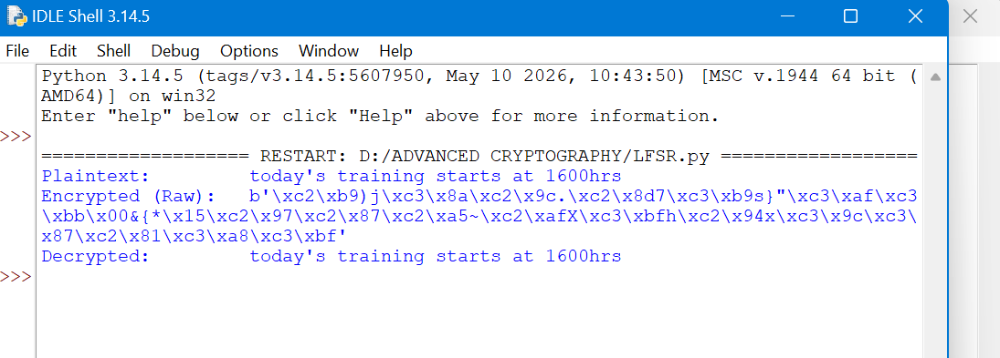 IDLE Shell 3.14.5
File Edit Shell Debug Options Window Help
Python 3.14.5 (tags/v3.14.5:5607950, May 10 2026, 10:43:50) [MSC v.1944 64 bit (
AMD64)] on win32
Enter "help" below or click "Help" above for more information.
>>>
=================== RESTART: D:/ADVANCED CRYPTOGRAPHY/LFSR.py ==================
Plaintext:         today's training starts at 1600hrs
Encrypted (Raw):   b'\xc2\xb9)j\xc3\x8a\xc2\x9c.\xc2\x8d7\xc3\xb9s}"\xc3\xaf\xc3
\xbb\x00&{*\x15\xc2\x97\xc2\x87\xc2\xa5~\xc2\xafX\xc3\xbfh\xc2\x94x\xc3\x9c\xc3\
x87\xc2\x81\xc3\xa8\xc3\xbf'
Decrypted:         today's training starts at 1600hrs
>>>